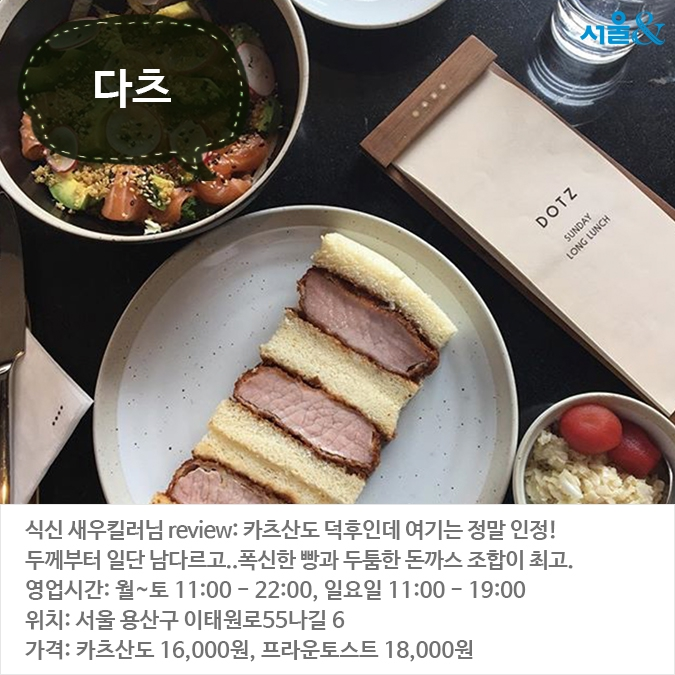 서울&
다츠
DOTZ
SUNDAY
LONG LUNCH
식신 새우킬러님 review: 카츠산도 덕후인데 여기는 정말 인정!
두께부터 일단 남다르고..폭신한 빵과 두툼한 돈까스 조합이 최고.
영업시간: 월~토 11:00 - 22:00, 일요일 11:00 - 19:00
위치: 서울 용산구 이태원로55나길 6
가격: 카츠산도 16,000원, 프라운토스트 18,000원